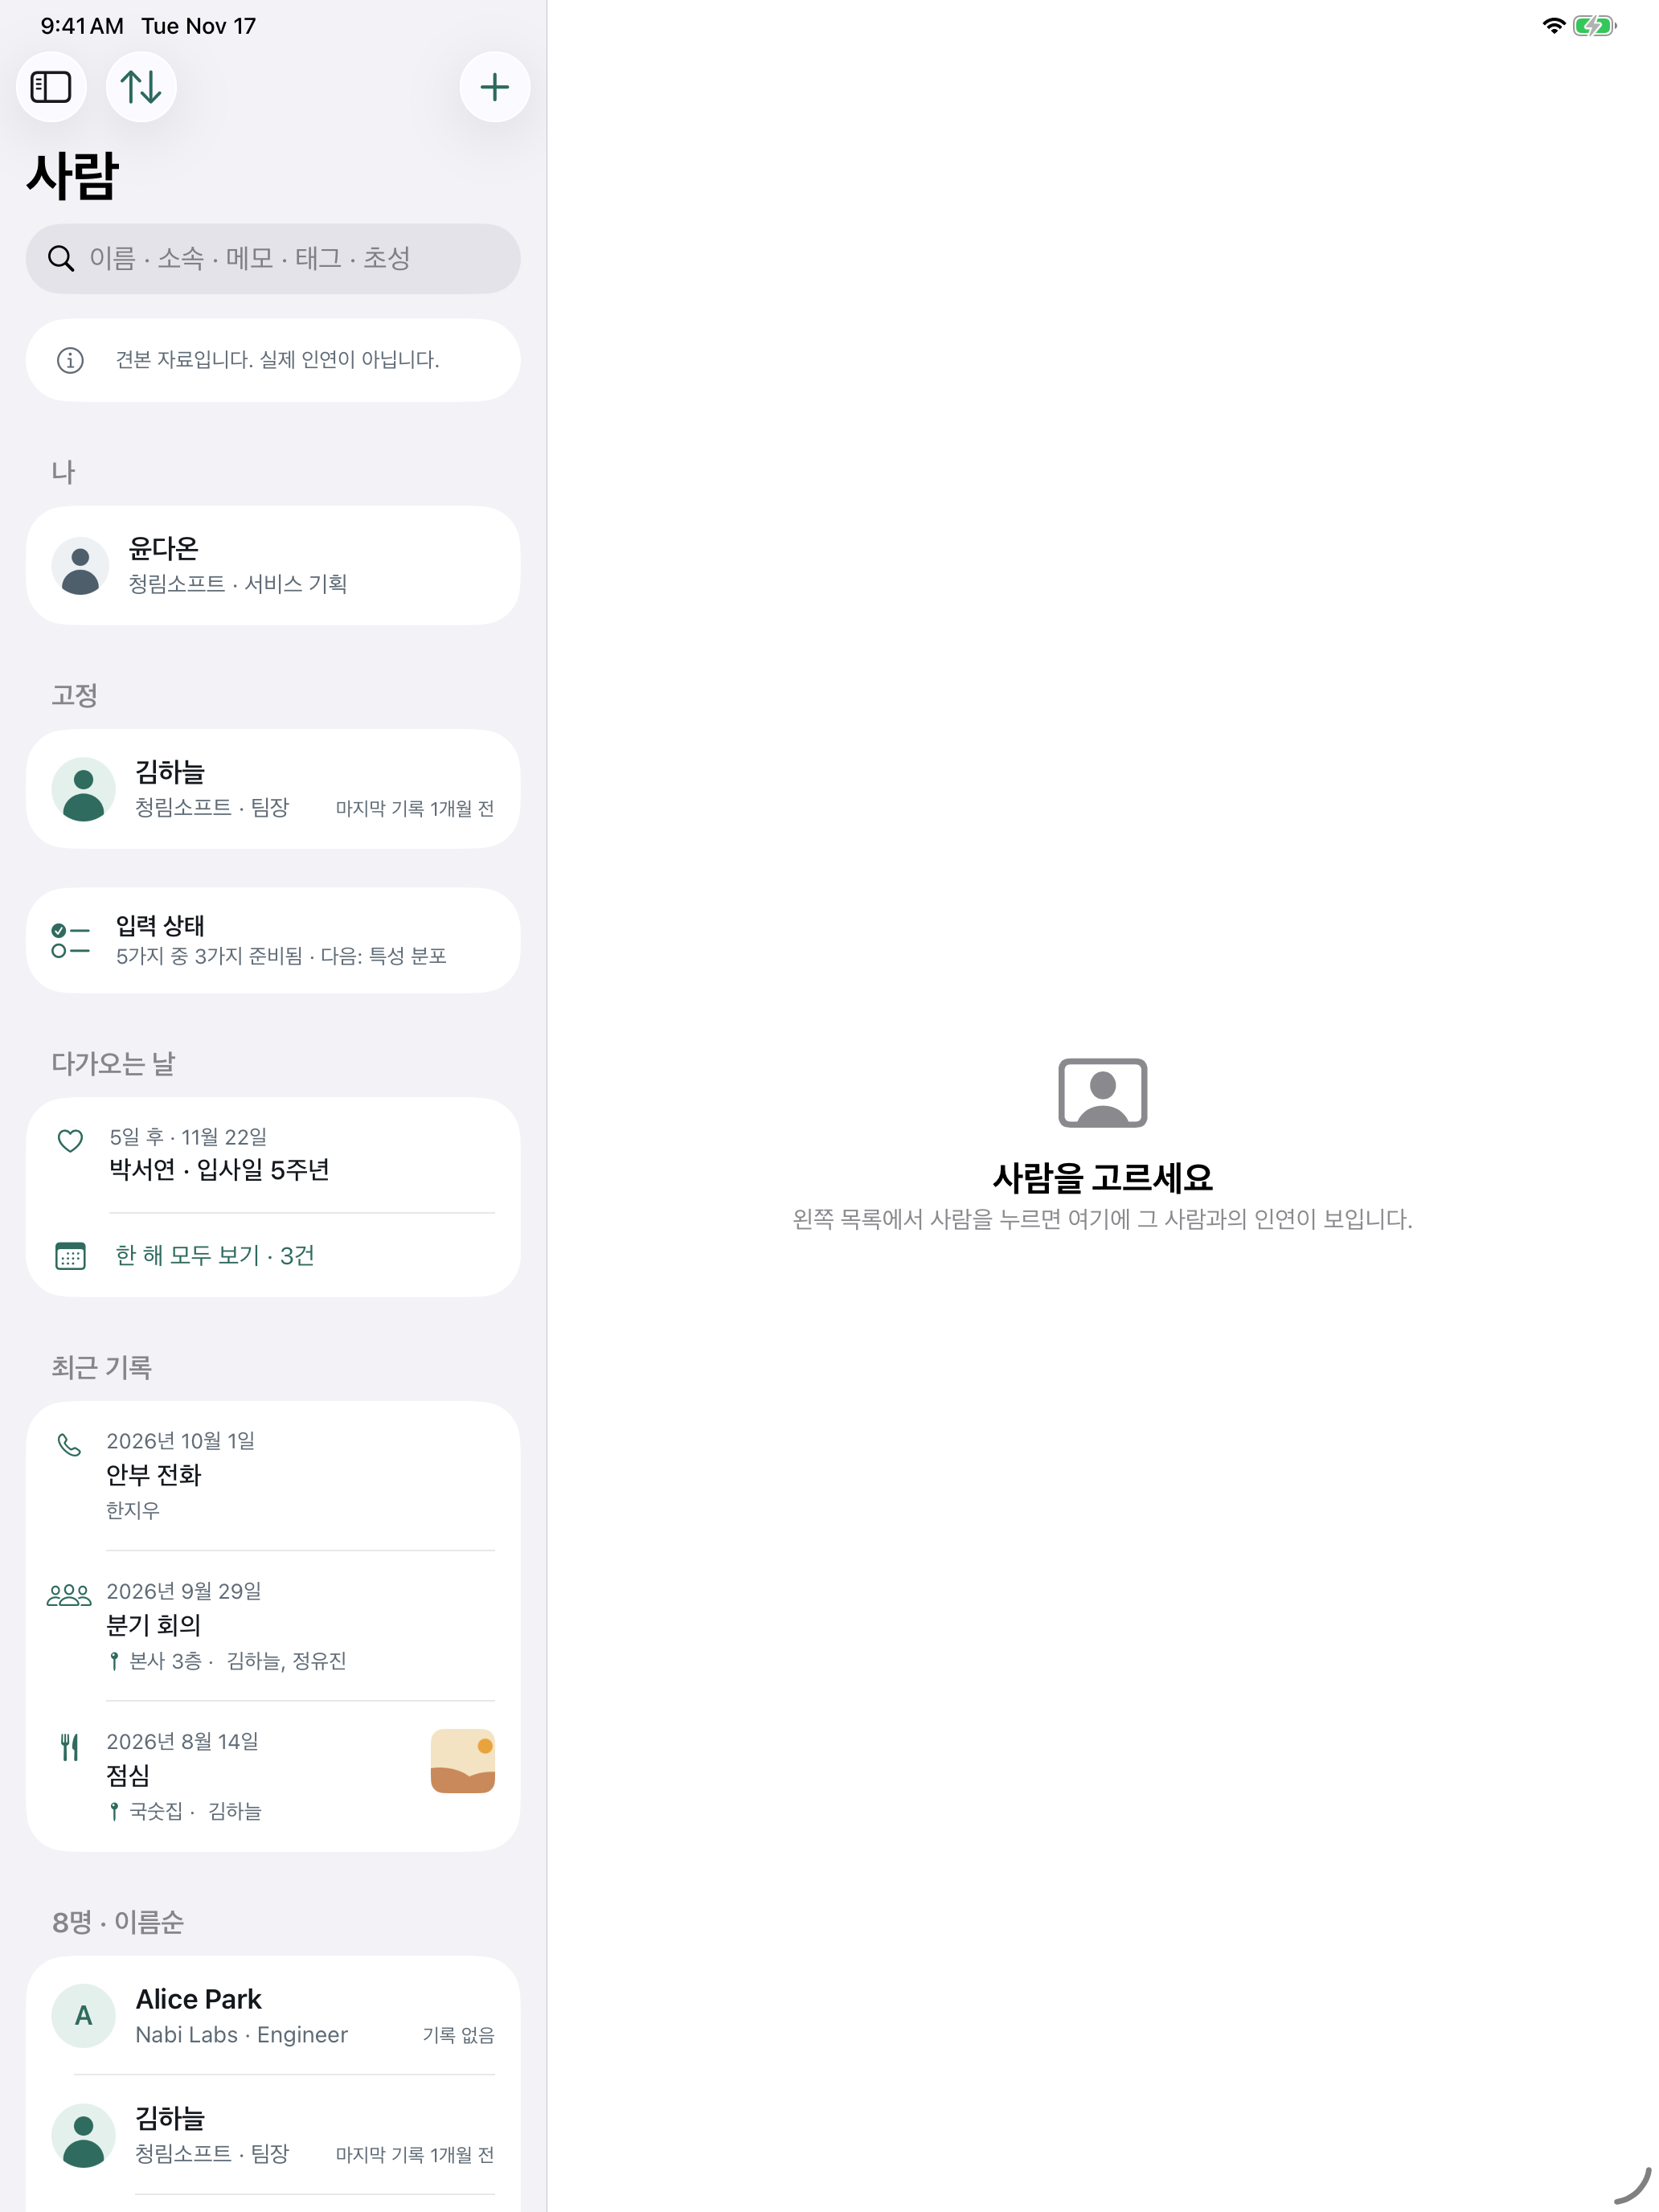 9:41 AM Tue Nov 17
사람
이름 · 소속 · 메모 · 태그 · 초성
견본 자료입니다. 실제 인연이 아닙니다.
나
윤다온
청림소프트 · 서비스 기획
고정
김하늘
청림소프트 · 팀장 마지막 기록 1개월 전
입력 상태
5가지 중 3가지 준비됨 · 다음: 특성 분포
다가오는 날
5일 후 · 11월 22일
박서연 · 입사일 5주년
한 해 모두 보기 · 3건
최근 기록
2026년 10월 1일
안부 전화
한지우
2026년 9월 29일
분기 회의
본사 3층 · 김하늘, 정유진
2026년 8월 14일
점심
국숫집 · 김하늘
8명 · 이름순
A
Alice Park
Nabi Labs · Engineer 기록 없음
김하늘
청림소프트 · 팀장 마지막 기록 1개월 전
사람을 고르세요
왼쪽 목록에서 사람을 누르면 여기에 그 사람과의 인연이 보입니다.